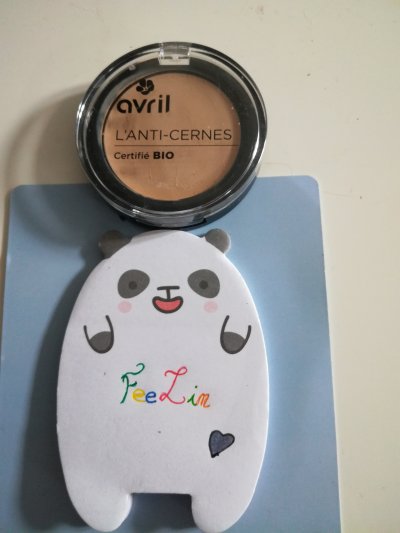 avril
L'ANTI-CERNES
Certifié BIO
FeeLin